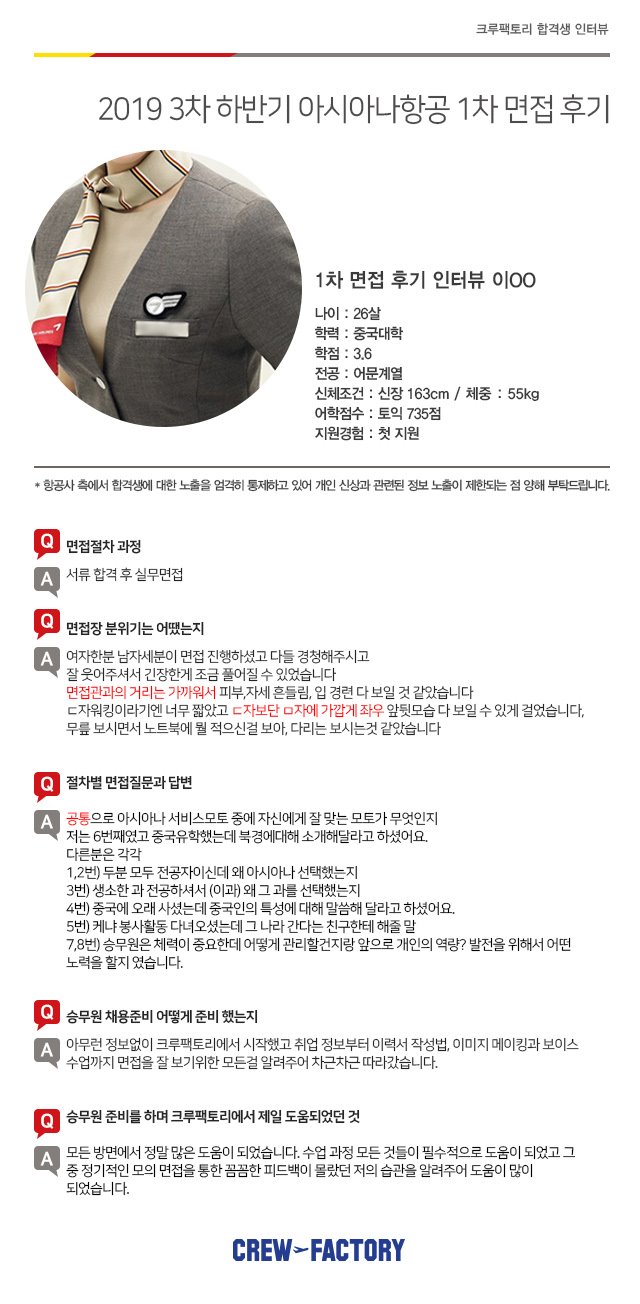 크루팩토리 합격생 인터뷰
2019 3차 하반기 아시아나항공 1차 면접 후기
1차 면접 후기 인터뷰 이OO
나이 : 26살
학력 : 중국대학
학점 : 3.6
전공 : 어문계열
신체조건 : 신장 163cm / 체중 : 55kg
어학점수 : 토익 735점
지원경험 : 첫 지원
* 항공사 측에서 합격생에 대한 노출을 엄격히 통제하고 있어 개인 신상과 관련된 정보 노출이 제한되는 점 양해 부탁드립니다.
Q 면접절차 과정
A 서류 합격 후 실무면접
Q 면접장 분위기는 어땠는지
A 여자한분 남자세분이 면접 진행하셨고 다들 경청해주시고
잘 웃어주셔서 긴장한게 조금 풀어질 수 있었습니다
면접관과의 거리는 가까워서 피부,자세 흔들림, 입 경련 다 보일 것 같았습니다
ㄷ자워킹이라기엔 너무 짧았고 ㄷ자보단 ㅁ자에 가깝게 좌우 앞뒷모습 다 보일 수 있게 걸었습니다,
무릎 보시면서 노트북에 뭘 적으신걸 보아, 다리는 보시는것 같았습니다
Q 절차별 면접질문과 답변
A 공통으로 아시아나 서비스모토 중에 자신에게 잘 맞는 모토가 무엇인지
저는 6번째였고 중국유학했는데 북경에대해 소개해달라고 하셨어요.
다른분은 각각
1,2번) 두분 모두 전공자이신데 왜 아시아나 선택했는지
3번) 생소한 과 전공하셔서 (이과) 왜 그 과를 선택했는지
4번) 중국에 오래 사셨는데 중국인의 특성에 대해 말씀해 달라고 하셨어요.
5번) 케냐 봉사활동 다녀오셨는데 그 나라 간다는 친구한테 해줄 말
7,8번) 승무원은 체력이 중요한데 어떻게 관리할건지랑 앞으로 개인의 역량? 발전을 위해서 어떤
노력을 할지 였습니다.
Q 승무원 채용준비 어떻게 준비 했는지
A 아무런 정보없이 크루팩토리에서 시작했고 취업 정보부터 이력서 작성법, 이미지 메이킹과 보이스
수업까지 면접을 잘 보기위한 모든걸 알려주어 차근차근 따라갔습니다.
Q 승무원 준비를 하며 크루팩토리에서 제일 도움되었던 것
A 모든 방면에서 정말 많은 도움이 되었습니다. 수업 과정 모든 것들이 필수적으로 도움이 되었고 그
중 정기적인 모의 면접을 통한 꼼꼼한 피드백이 몰랐던 저의 습관을 알려주어 도움이 많이
되었습니다.
CREW FACTORY